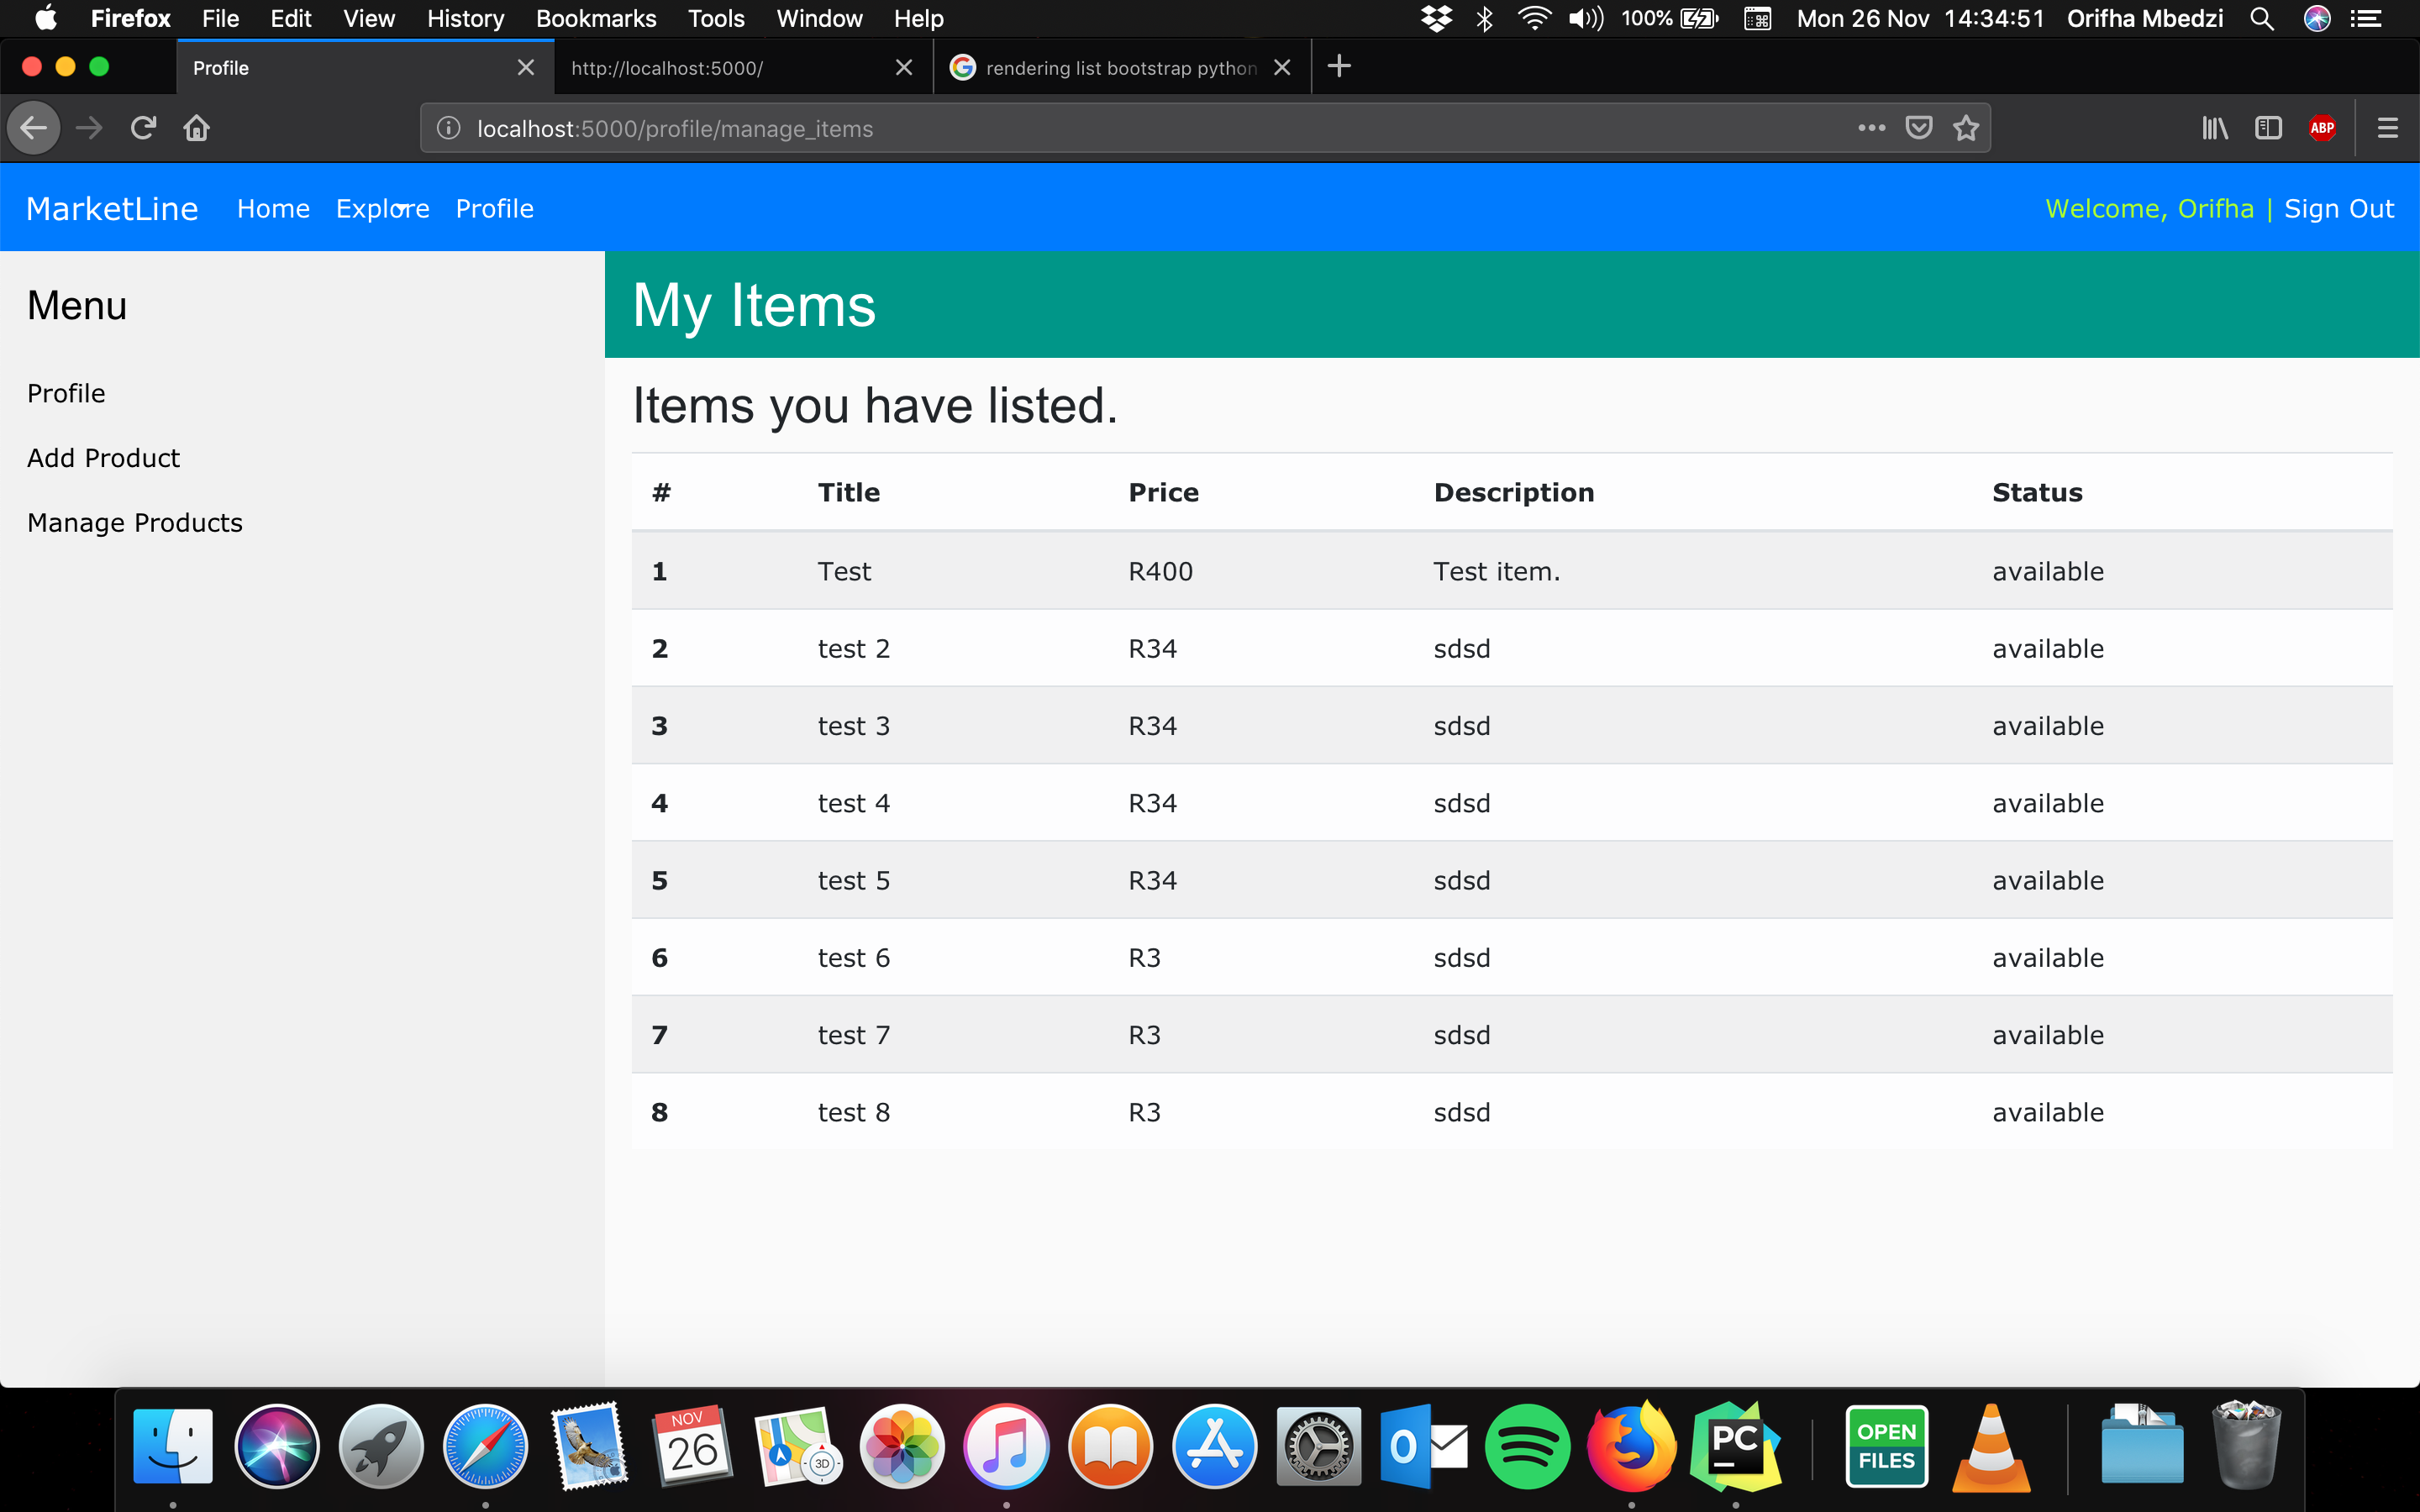 Firefox File Edit View History Bookmarks Tools Window Help 100% Mon 26 Nov 14:34:51 Orifha Mbedzi
Profile http://localhost:5000/ rendering list bootstrap python
localhost:5000/profile/manage_items ABP
MarketLine Home Explore Profile Welcome, Orifha | Sign Out
Menu
Profile
Add Product
Manage Products
My Items
Items you have listed.
# Title Price Description Status
1 Test R400 Test item. available
2 test 2 R34 sdsd available
3 test 3 R34 sdsd available
4 test 4 R34 sdsd available
5 test 5 R34 sdsd available
6 test 6 R3 sdsd available
7 test 7 R3 sdsd available
8 test 8 R3 sdsd available
NOV
26
3D
PC
OPEN
FILES